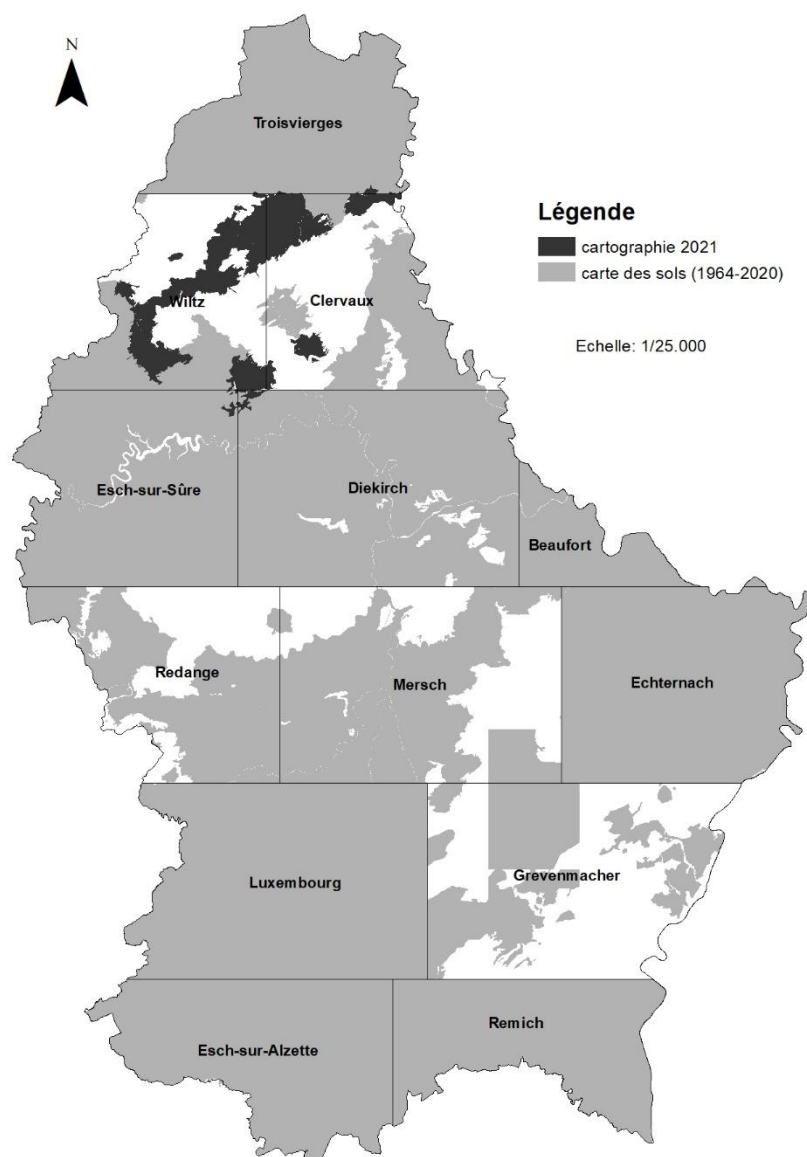 N
Troisvierges
Légende
cartographie 2021
carte des sols (1964-2020)
Wiltz
Clervaux
Echelle: 1/25.000
Esch-sur-Sûre
Diekirch
Beaufort
Redange
Mersch
Echternach
Luxembourg
Grevenmacher
Esch-sur-Alzette
Remich